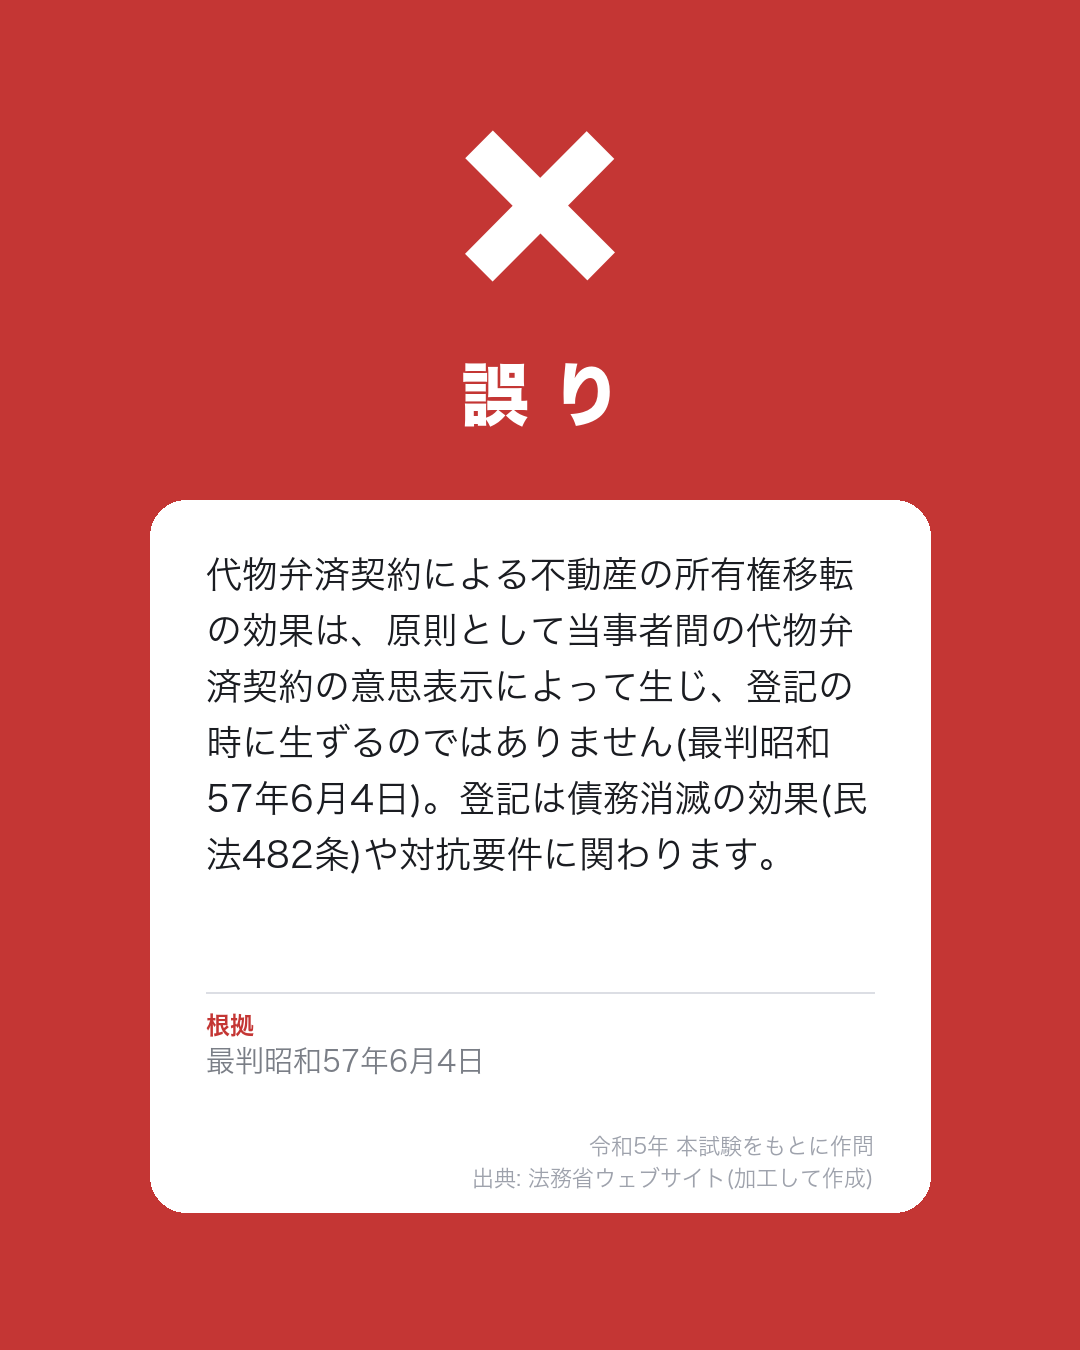 誤り
代物弁済契約による不動産の所有権移転
の効果は、原則として当事者間の代物弁
済契約の意思表示によって生じ、登記の
時に生ずるのではありません(最判昭和
57年6月4日)。登記は債務消滅の効果(民
法482条)や対抗要件に関わります。
根拠
最判昭和57年6月4日
令和5年 本試験をもとに作問
出典: 法務省ウェブサイト(加工して作成)